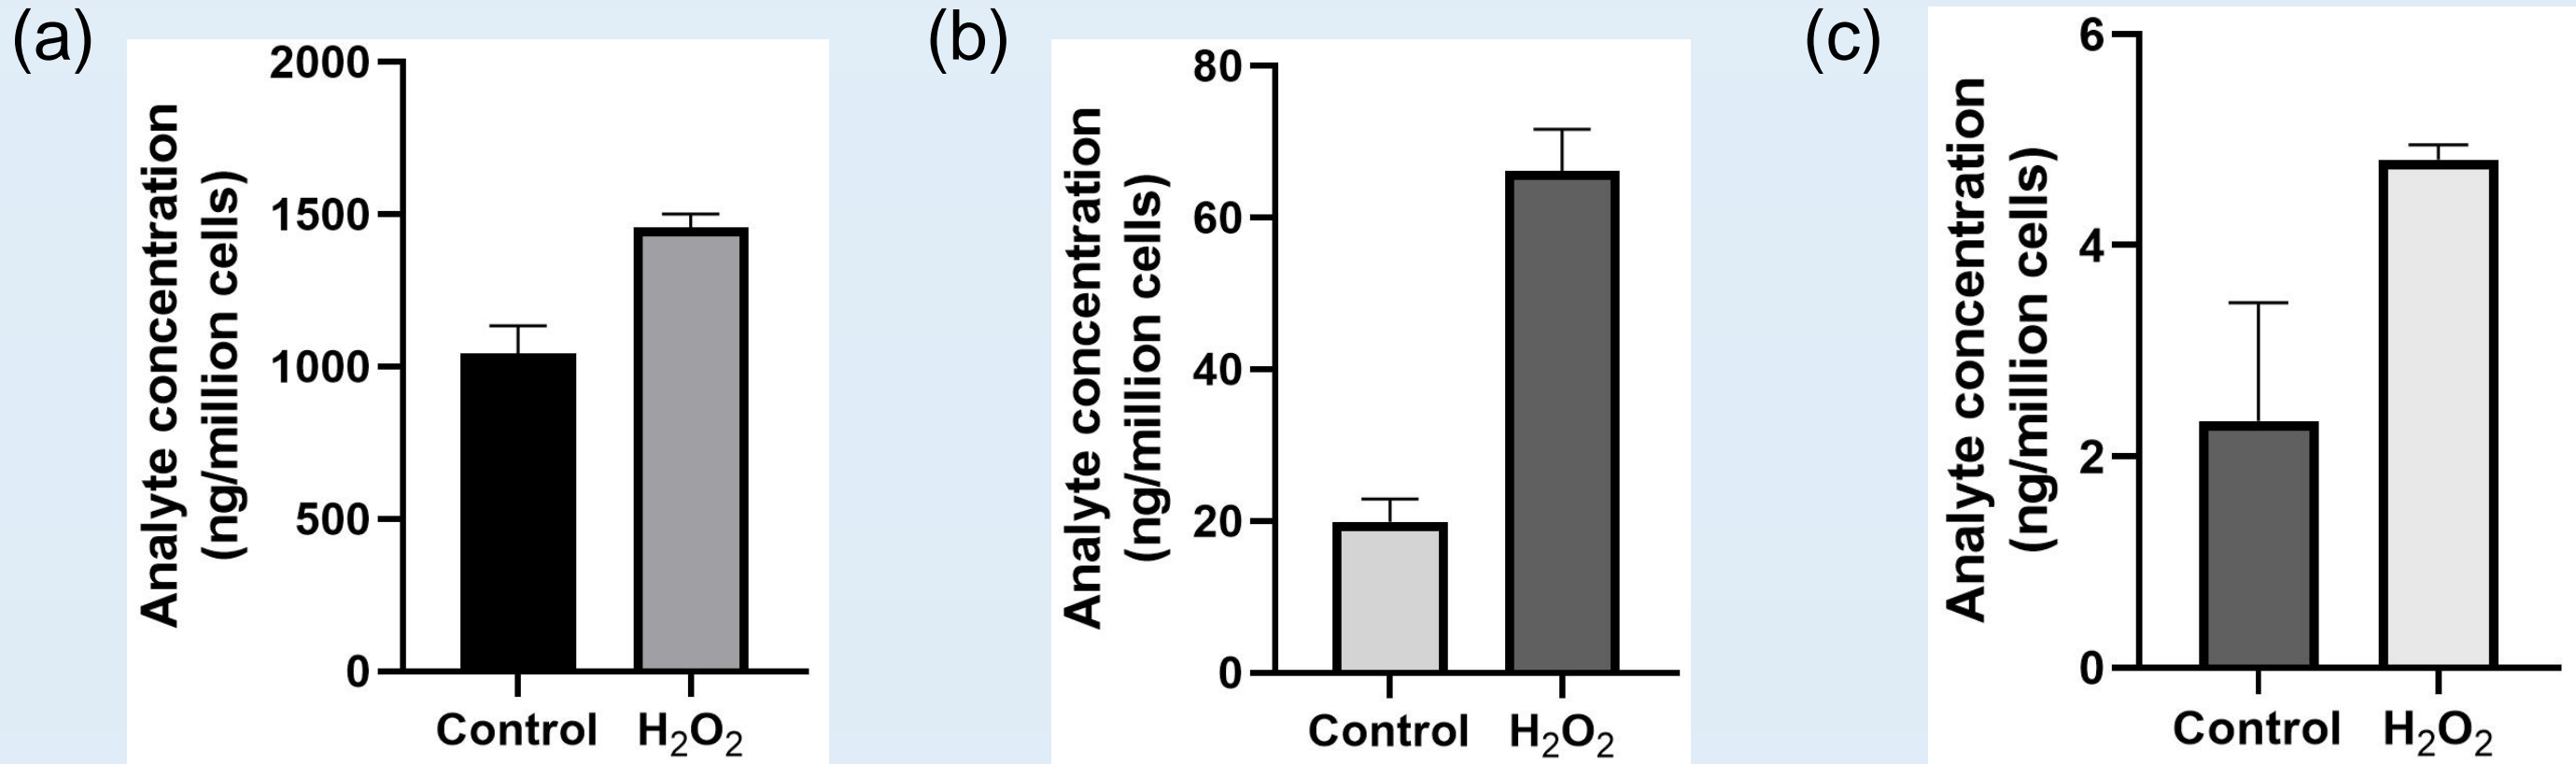 (a)
Analyte concentration
(ng/million cells)
2000
1500
1000
500
0
Control H₂O₂
(b)
Analyte concentration
(ng/million cells)
80
60
40
20
0
Control H₂O₂
(c)
Analyte concentration
(ng/million cells)
6
4
2
0
Control H₂O₂